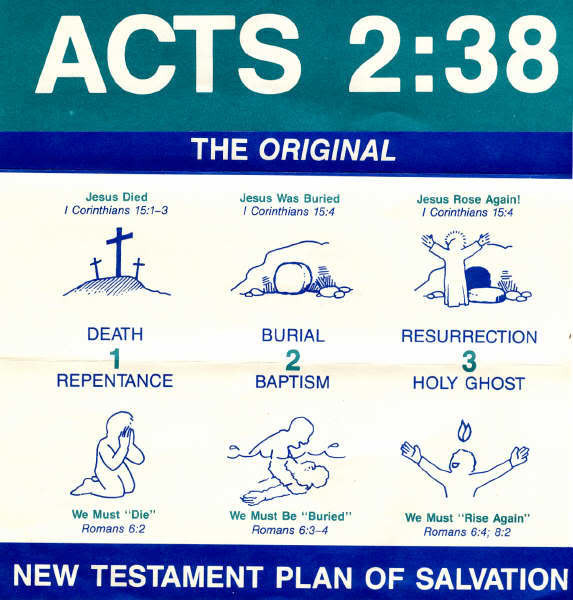 ACTS 2:38
THE ORIGINAL
Jesus Died
I Corinthians 15:1-3
Jesus Was Buried
I Corinthians 15:4
Jesus Rose Again!
I Corinthians 15:4
DEATH
1
REPENTANCE
BURIAL
2
BAPTISM
RESURRECTION
3
HOLY GHOST
We Must "Die"
Romans 6:2
We Must Be "Buried"
Romans 6:3-4
We Must "Rise Again"
Romans 6:4; 8:2
NEW TESTAMENT PLAN OF SALVATION